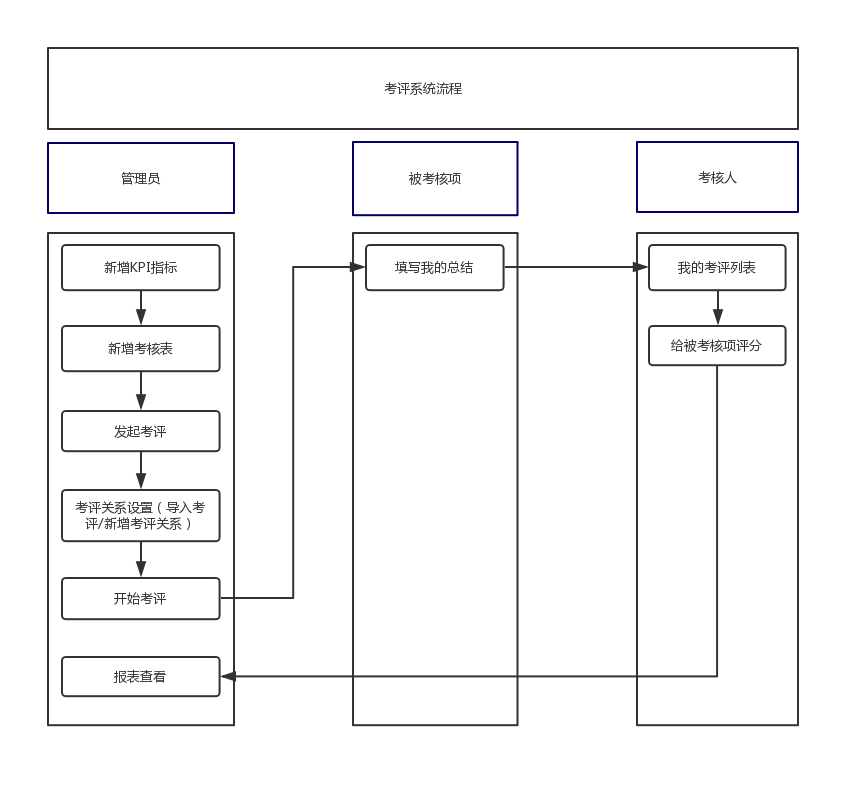 考评系统流程
管理员
被考核项
考核人
新增KPI指标
新增考核表
发起考评
考评关系设置（导入考
评/新增考评关系）
开始考评
报表查看
填写我的总结
我的考评列表
给被考核项评分